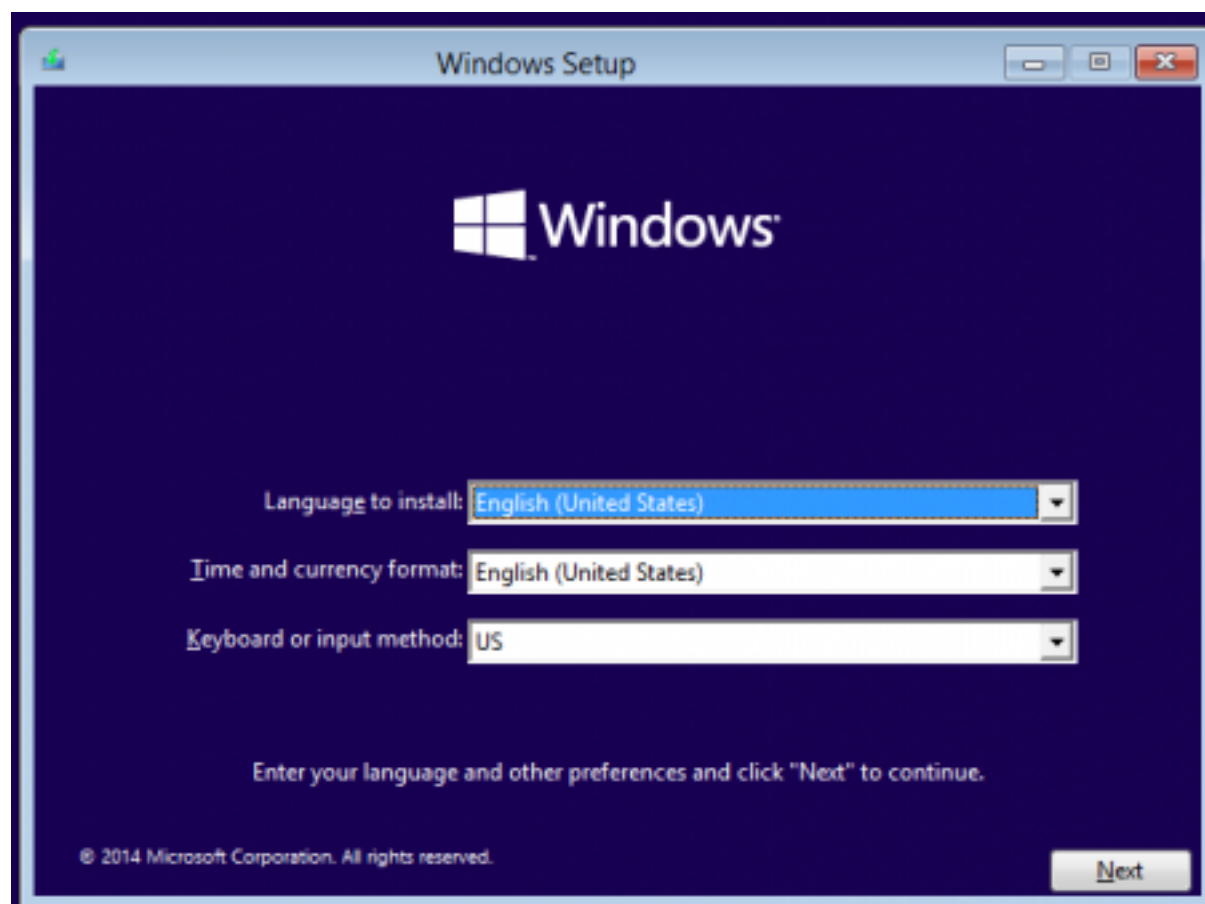 Windows Setup
Windows
Language to install: English (United States)
Time and currency format: English (United States)
Keyboard or input method: US
Enter your language and other preferences and click "Next" to continue.
© 2014 Microsoft Corporation. All rights reserved.
Next